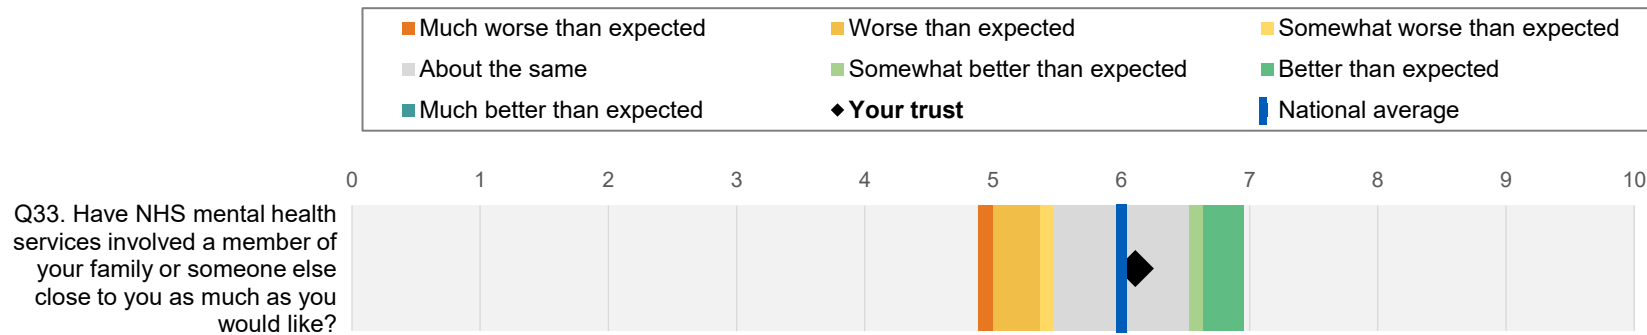 Much worse than expected Worse than expected Somewhat worse than expected
About the same Somewhat better than expected Better than expected
Much better than expected Your trust National average
0 1 2 3 4 5 6 7 8 9 10
Q33. Have NHS mental health
services involved a member of
your family or someone else
close to you as much as you
would like?